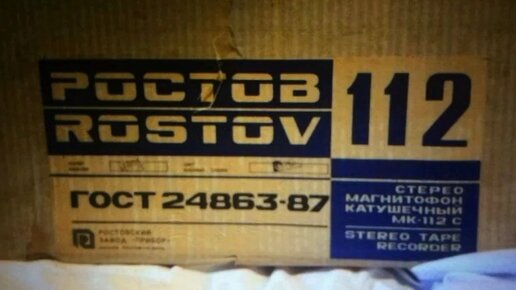 РОСТОВ
ROSTOV
112
ГОСТ 24863-87
РОСТОВСКИЙ
ЗАВОД «ПРИБОР»
СТЕРЕО
МАГНИТОФОН
КАТУШЕЧНЫЙ
МК-112 С
STEREO TAPE
RECORDER